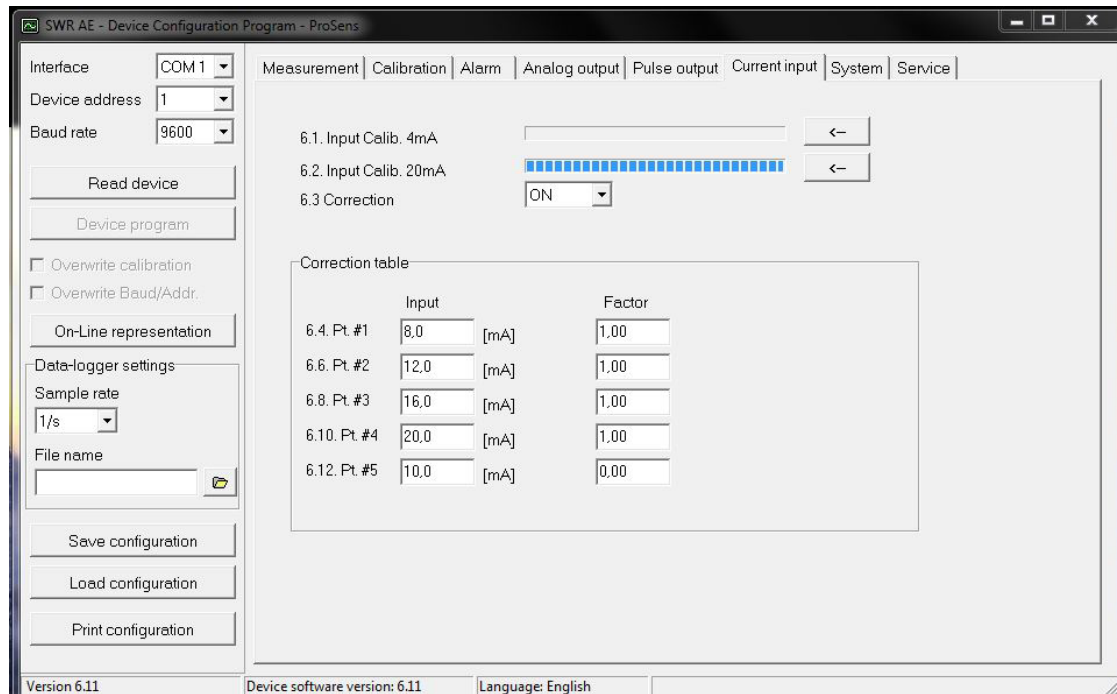 SWR AE - Device Configuration Program - ProSens
Interface COM 1
Device address 1
Baud rate 9600
Read device
Device program
Overwrite calibration
Overwrite Baud/Addr.
On-Line representation
Data-logger settings
Sample rate
1/s
File name
Save configuration
Load configuration
Print configuration
Measurement Calibration Alarm Analog output Pulse output Current input System Service
6.1. Input Calib. 4mA <--
6.2. Input Calib. 20mA <--
6.3 Correction ON
Correction table
Input Factor
6.4. Pt. #1 8,0 [mA] 1,00
6.6. Pt. #2 12,0 [mA] 1,00
6.8. Pt. #3 16,0 [mA] 1,00
6.10. Pt. #4 20,0 [mA] 1,00
6.12. Pt. #5 10,0 [mA] 0,00
Version 6.11 Device software version: 6.11 Language: English